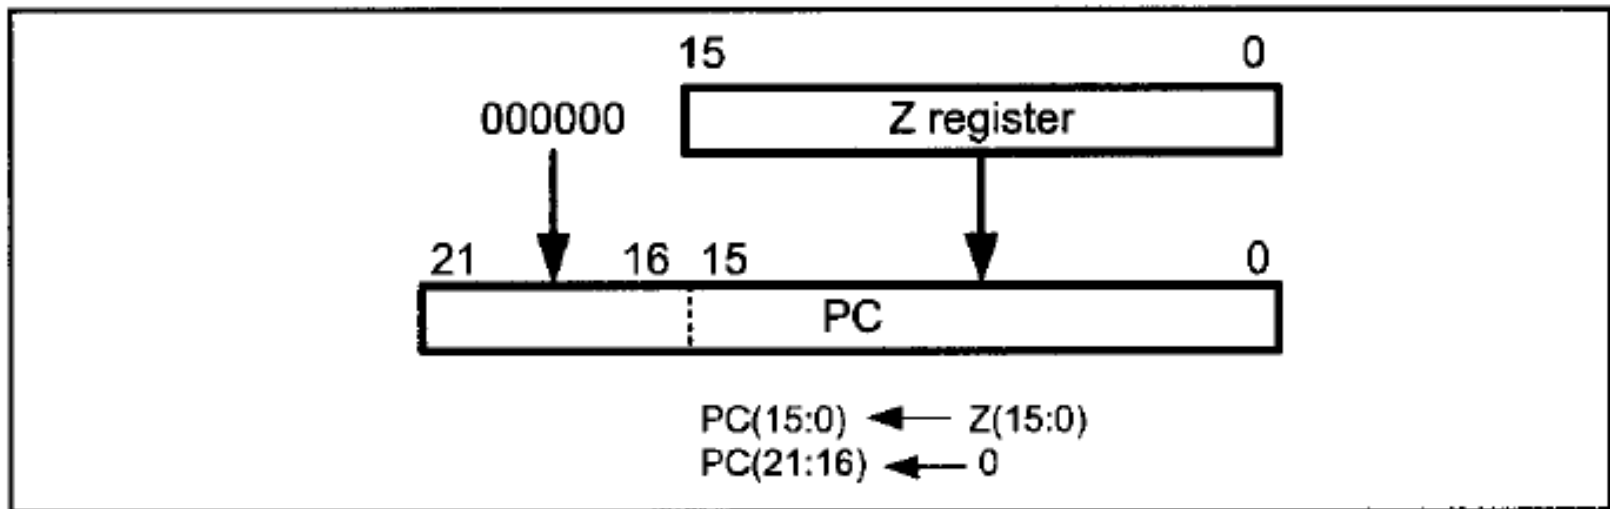 15 0
000000 Z register
21 16 15 0
PC
PC(15:0) ← Z(15:0)
PC(21:16) ← 0